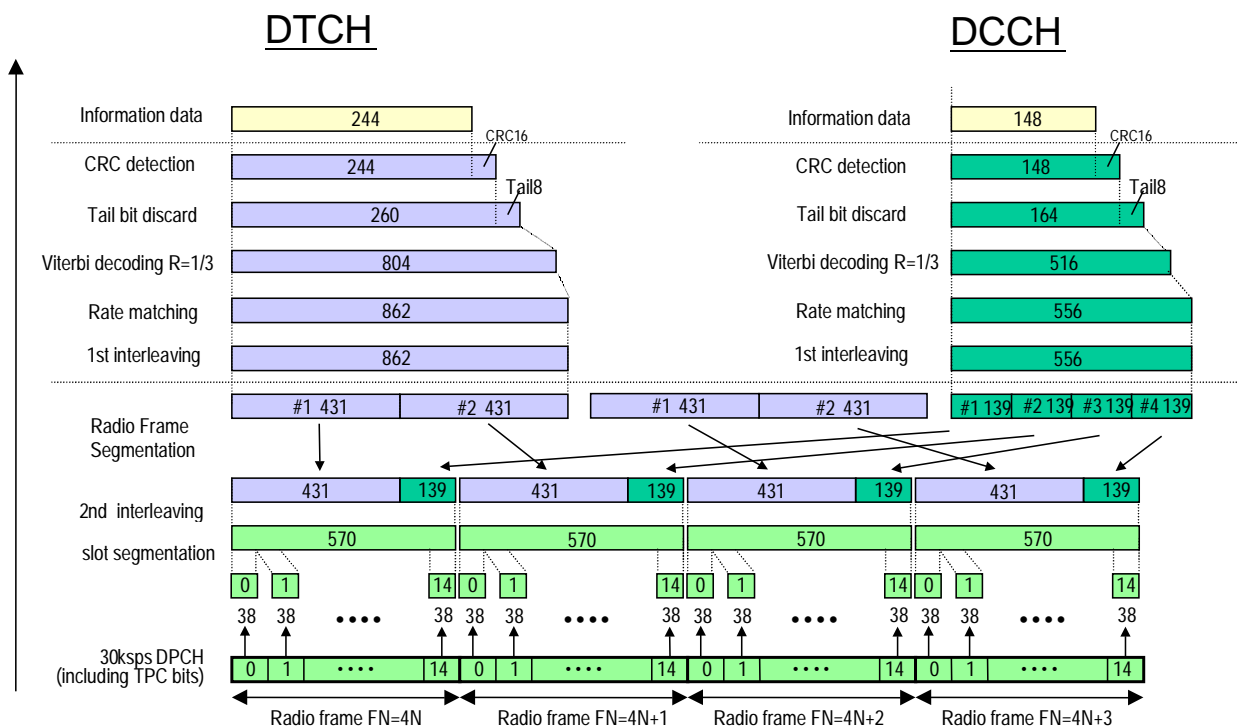 DTCH
DCCH
Information data
244
Information data
148
CRC16
CRC16
CRC detection
244
CRC detection
148
Tail8
Tail8
Tail bit discard
260
Tail bit discard
164
Viterbi decoding R=1/3
804
Viterbi decoding R=1/3
516
Rate matching
862
Rate matching
556
1st interleaving
862
1st interleaving
556
#1 431
#2 431
#1 431
#2 431
#1 139
#2 139
#3 139
#4 139
Radio Frame
Segmentation
431
139
431
139
431
139
431
139
2nd interleaving
570
570
570
570
slot segmentation
0
1
14
0
1
14
0
1
14
0
1
14
38
38
••••
38
38
38
••••
38
38
38
••••
38
38
38
••••
38
30ksps DPCH
(including TPC bits)
0
1
••••
14
0
1
••••
14
0
1
••••
14
0
1
••••
14
Radio frame FN=4N
Radio frame FN=4N+1
Radio frame FN=4N+2
Radio frame FN=4N+3